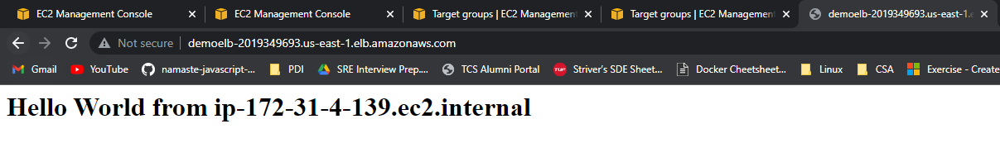 EC2 Management Console
EC2 Management Console
Target groups | EC2 Management
Target groups | EC2 Management
demoelb-2019349693.us-east-1.e
Not secure | demoelb-2019349693.us-east-1.elb.amazonaws.com
Gmail YouTube namaste-javascript-... PDI SRE Interview Prep.... TCS Alumni Portal Striver's SDE Sheet... Docker Cheetsheet... Linux CSA Exercise - Create
Hello World from ip-172-31-4-139.ec2.internal